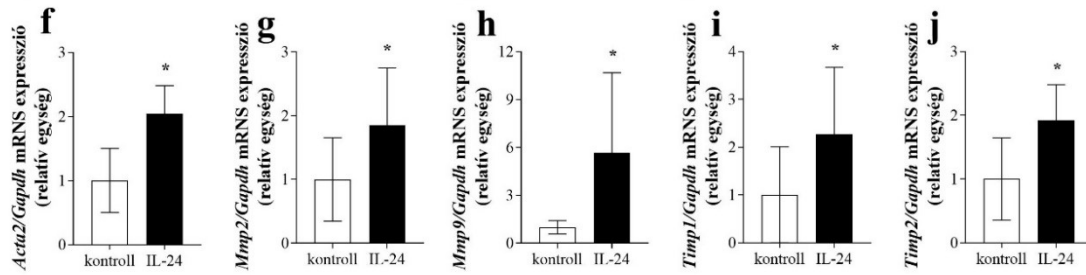 f
Acta2/Gapdh mRNS expresszió
(relatív egység)
3
2
1
0
*
kontroll IL-24
g
Mmp2/Gapdh mRNS expresszió
(relatív egység)
3
2
1
0
*
kontroll IL-24
h
Mmp9/Gapdh mRNS expresszió
(relatív egység)
12
9
6
3
0
*
kontroll IL-24
i
Timp1/Gapdh mRNS expresszió
(relatív egység)
4
3
2
1
0
*
kontroll IL-24
j
Timp2/Gapdh mRNS expresszió
(relatív egység)
3
2
1
0
*
kontroll IL-24